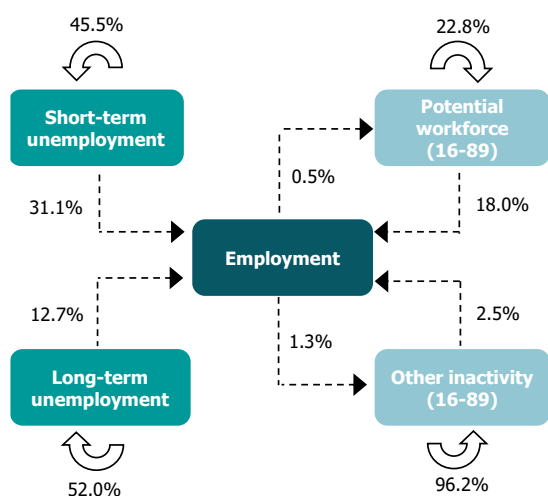 45.5%
22.8%
Short-term
unemployment
Potential
workforce
(16-89)
0.5%
31.1%
18.0%
Employment
12.7%
1.3%
2.5%
Long-term
unemployment
Other inactivity
(16-89)
52.0%
96.2%